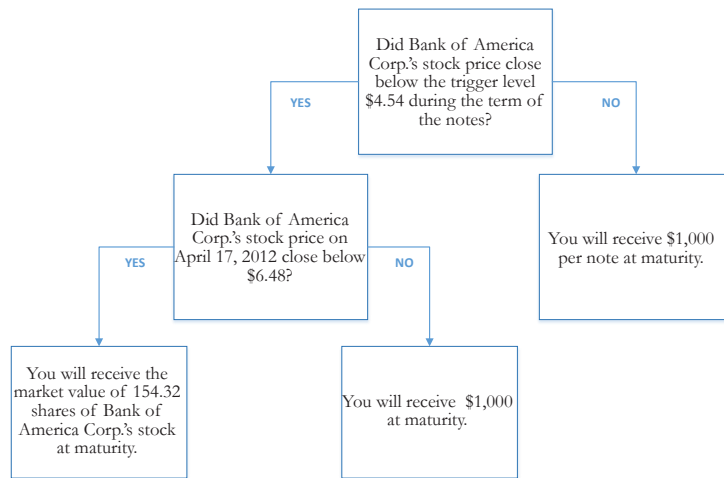 Did Bank of America
Corp.'s stock price close
below the trigger level
$4.54 during the term of
the notes?
YES
NO
Did Bank of America
Corp.'s stock price on
April 17, 2012 close below
$6.48?
You will receive $1,000
per note at maturity.
YES
NO
You will receive the
market value of 154.32
shares of Bank of
America Corp.'s stock
at maturity.
You will receive $1,000
at maturity.